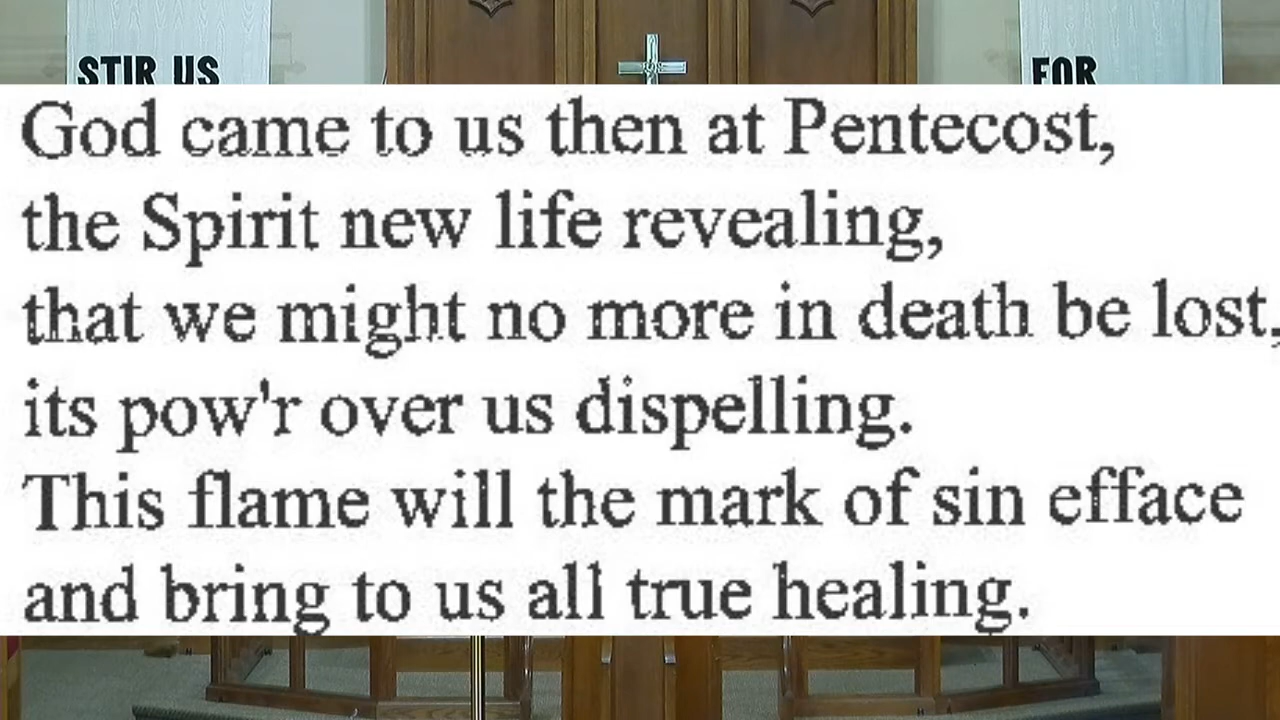 STIR US
FOR
God came to us then at Pentecost,
the Spirit new life revealing,
that we might no more in death be lost,
its pow'r over us dispelling.
This flame will the mark of sin efface
and bring to us all true healing.